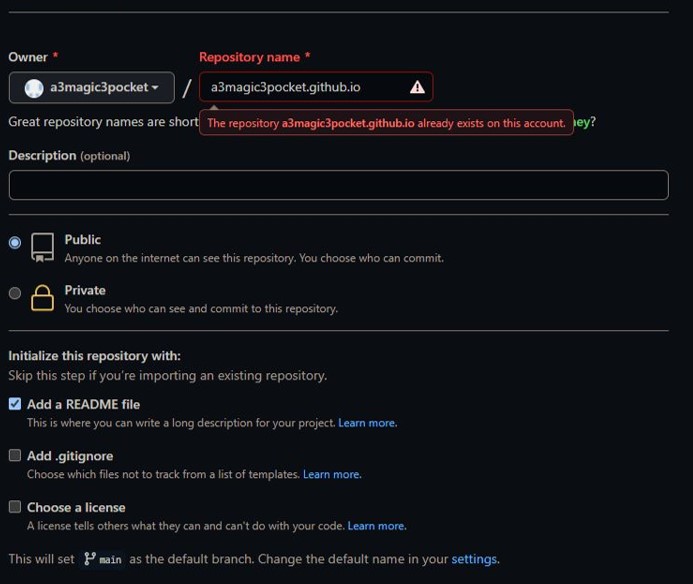 Owner * Repository name *
a3magic3pocket / a3magic3pocket.github.io
Great repository names are short ey?
The repository a3magic3pocket.github.io already exists on this account.
Description (optional)
Public
Anyone on the internet can see this repository. You choose who can commit.
Private
You choose who can see and commit to this repository.
Initialize this repository with:
Skip this step if you're importing an existing repository.
Add a README file
This is where you can write a long description for your project. Learn more.
Add .gitignore
Choose which files not to track from a list of templates. Learn more.
Choose a license
A license tells others what they can and can't do with your code. Learn more.
This will set main as the default branch. Change the default name in your settings.